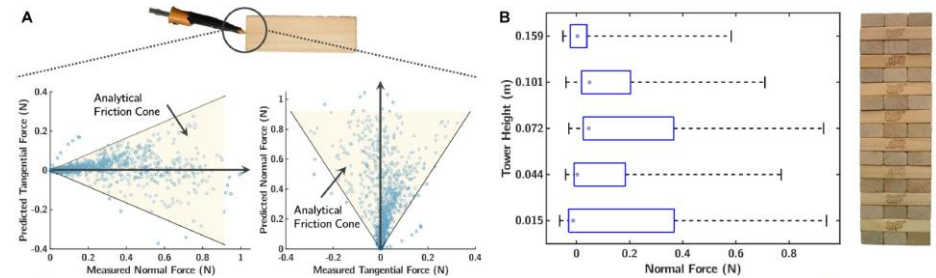 A
0.4
0.2
0
-0.2
-0.4
Predicted Tangential Force (N)
Analytical
Friction Cone
0
0.2
0.4
0.6
0.8
1
Measured Normal Force (N)
1
0.8
0.6
0.4
0.2
0
Predicted Normal Force (N)
Analytical
Friction Cone
-0.4
-0.2
0
0.2
0.4
Measured Tangential Force (N)
B
0.159
0.101
0.072
0.044
0.015
Tower Height (m)
0
0.2
0.4
0.6
0.8
Normal Force (N)